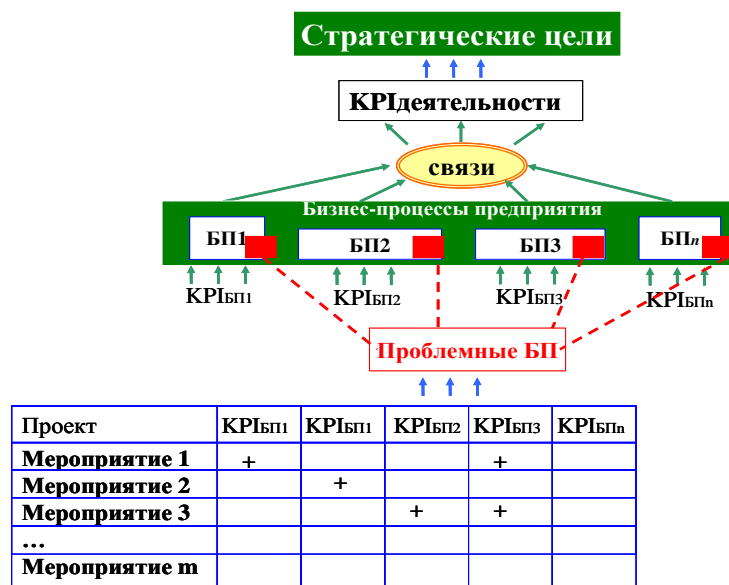 Стратегические цели
KPIдеятельности
связи
Бизнес-процессы предприятия
БП1 БП2 БП3 БПn
KPIБП1 KPIБП2 KPIБП3 KPIБПn
Проблемные БП
Проект KPIБП1 KPIБП1 KPIБП2 KPIБП3 KPIБПn
Мероприятие 1 + +
Мероприятие 2 +
Мероприятие 3 + +
...
Мероприятие m